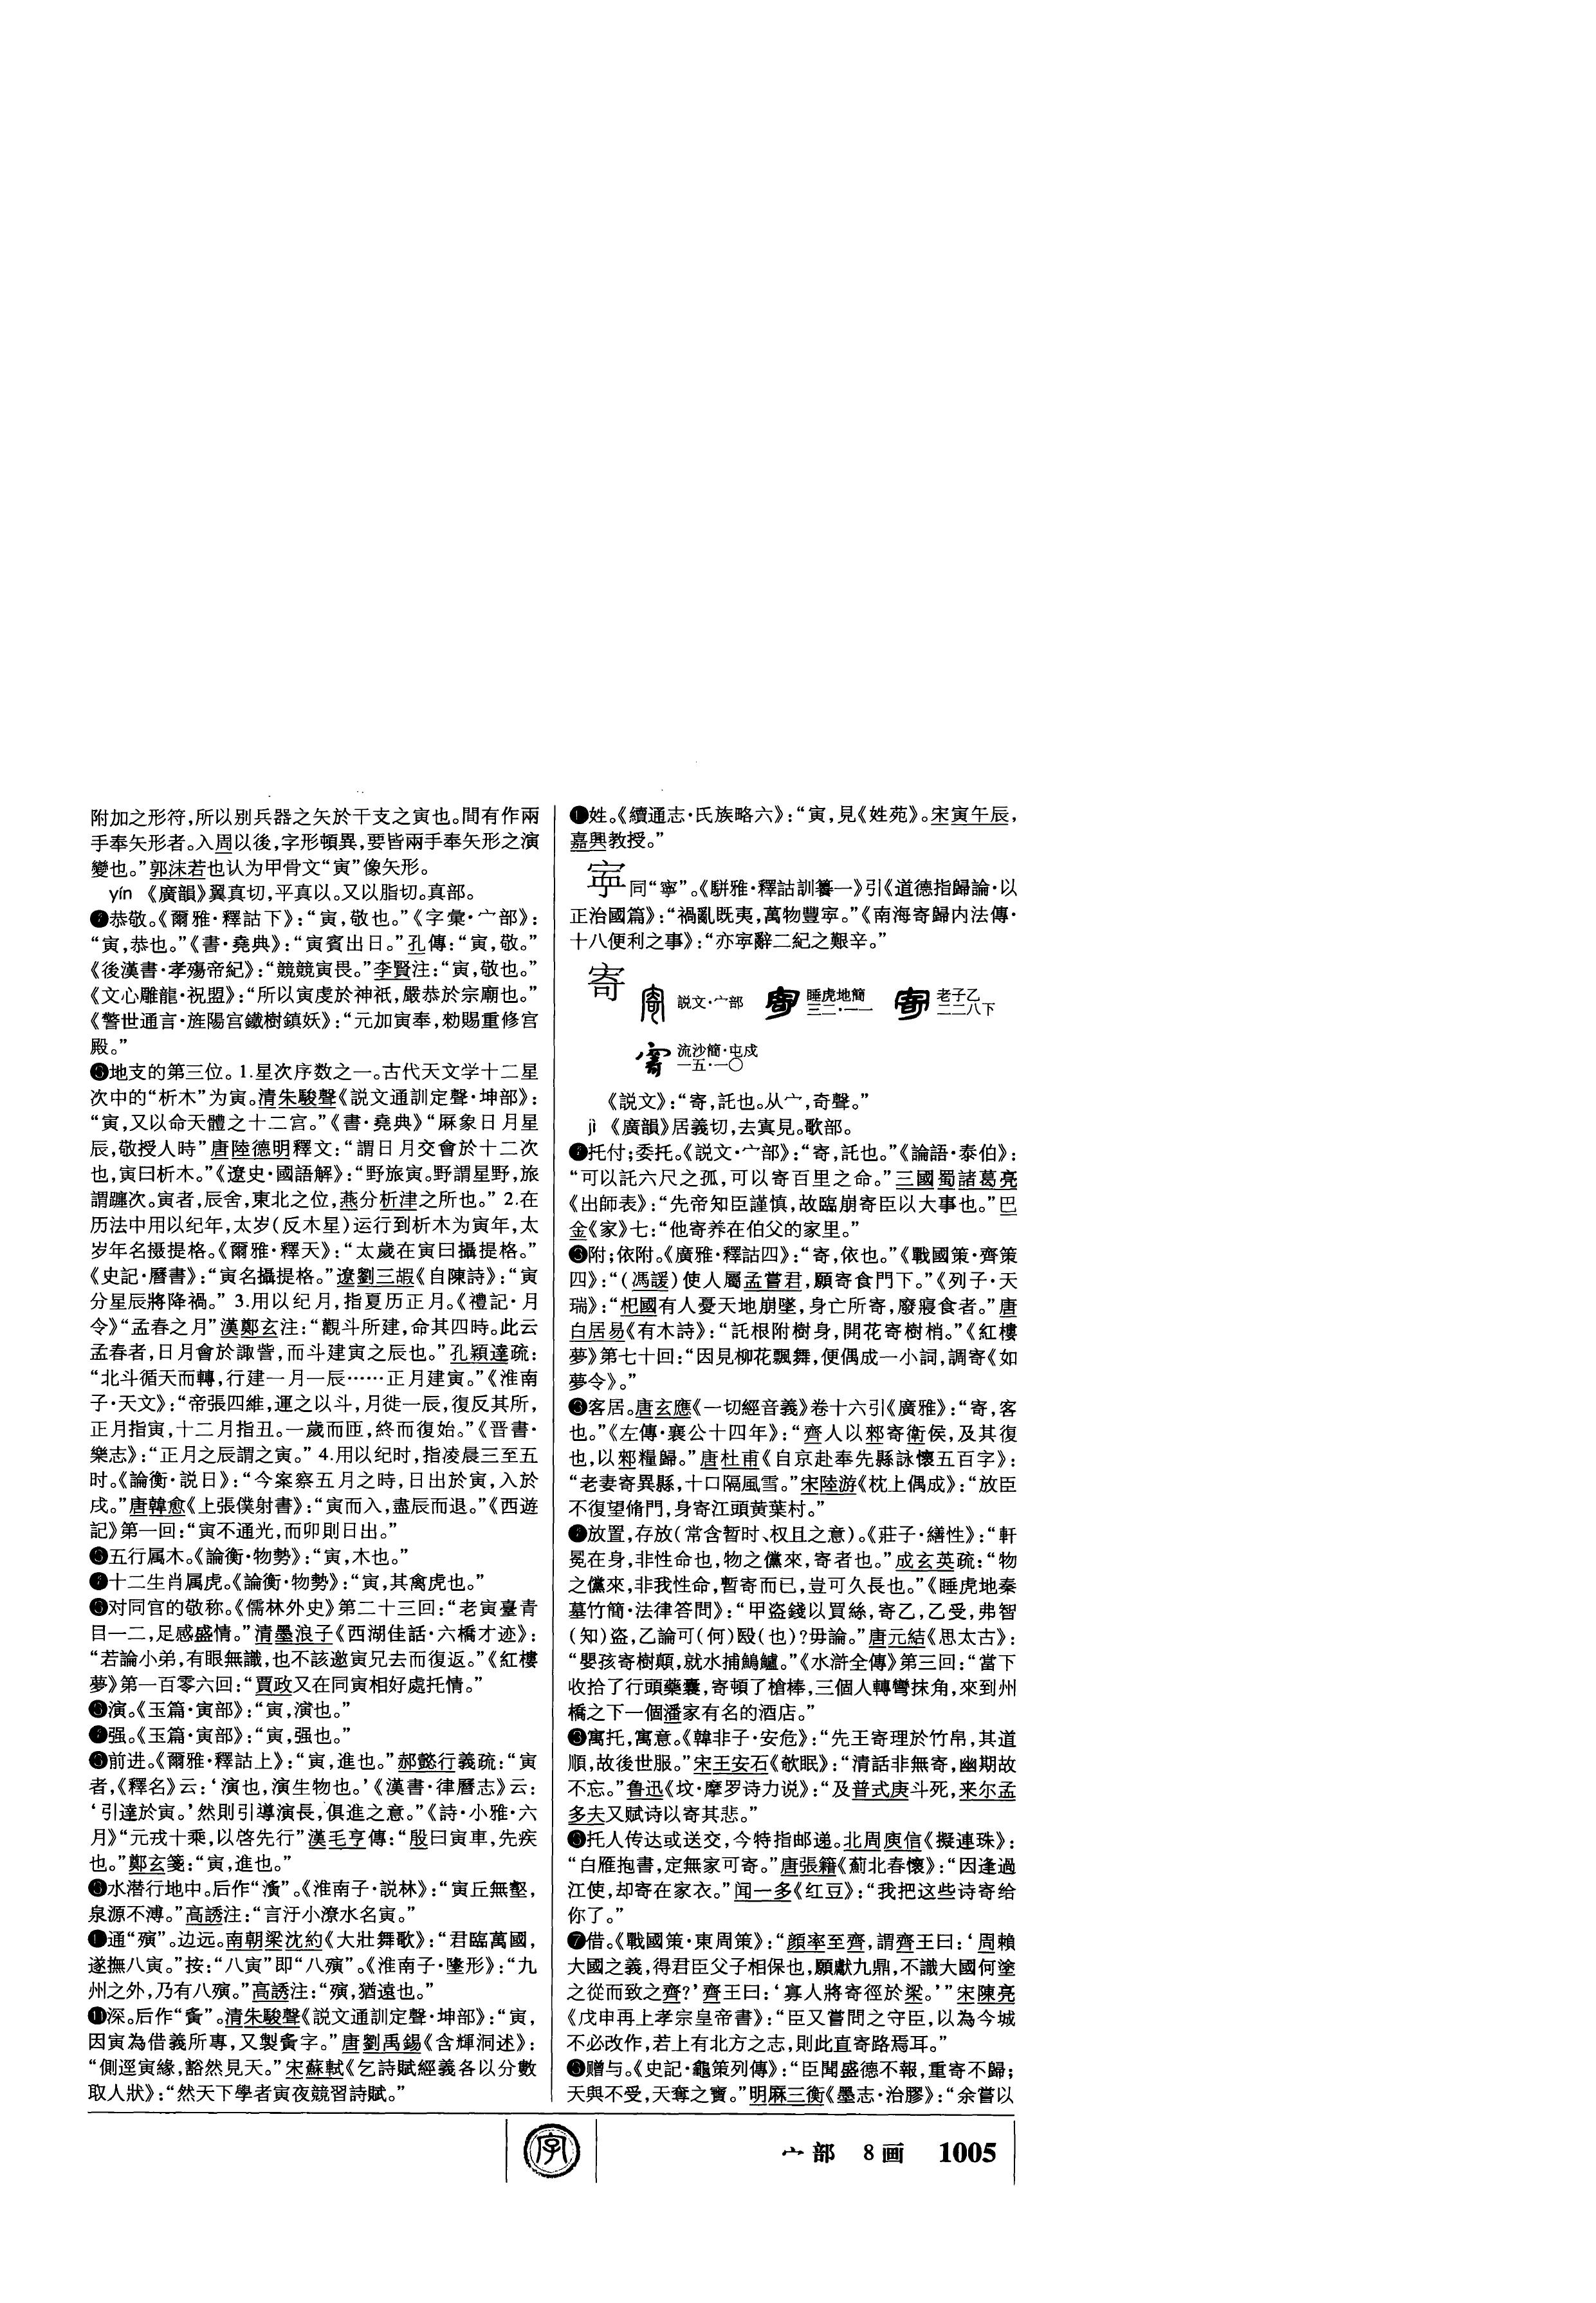 附加之形符，所以别兵器之矢於干支之寅也。間有作兩
手奉矢形者。入周以後，字形頓異，要皆兩手奉矢形之演
變也。”郭沫若也认为甲骨文“寅”像矢形。
yín 《廣韻》翼真切，平真以。又以脂切。真部。
恭敬。《爾雅·釋詁下》：“寅，敬也。”《字彙·宀部》：
“寅，恭也。”《書·堯典》：“寅賓出日。”孔傳：“寅，敬。”
《後漢書·孝殤帝紀》：“競競寅畏。”李賢注：“寅，敬也。”
《文心雕龍·祝盟》：“所以寅虔於神祇，嚴恭於宗廟也。”
《警世通言·旌陽宫鐵樹鎮妖》：“元加寅奉，勑賜重修宫
殿。”
地支的第三位。1.星次序数之一。古代天文学十二星
次中的“析木”为寅。清朱駿聲《説文通訓定聲·坤部》：
“寅，又以命天體之十二宫。”《書·堯典》“厤象日月星
辰，敬授人時”唐陸德明釋文：“謂日月交會於十二次
也，寅曰析木。”《遼史·國語解》：“野旅寅。野謂星野，旅
謂躔次。寅者，辰舍，東北之位，燕分析津之所也。” 2.在
历法中用以纪年，太岁（反木星）运行到析木为寅年，太
岁年名摄提格。《爾雅·釋天》：“太歲在寅曰攝提格。”
《史記·曆書》：“寅名攝提格。”遼劉三嘏《自陳詩》：“寅
分星辰將降禍。” 3.用以纪月，指夏历正月。《禮記·月
令》“孟春之月”漢鄭玄注：“觀斗所建，命其四時。此云
孟春者，日月會於諏訾，而斗建寅之辰也。”孔穎達疏：
“北斗循天而轉，行建一月一辰……正月建寅。”《淮南
子·天文》：“帝張四維，運之以斗，月徙一辰，復反其所，
正月指寅，十二月指丑。一歲而匝，終而復始。”《晋書·
樂志》：“正月之辰謂之寅。” 4.用以纪时，指凌晨三至五
时。《論衡·説日》：“今案察五月之時，日出於寅，入於
戌。”唐韓愈《上張僕射書》：“寅而入，盡辰而退。”《西遊
記》第一回：“寅不通光，而卯則日出。”
五行属木。《論衡·物勢》：“寅，木也。”
十二生肖属虎。《論衡·物勢》：“寅，其禽虎也。”
对同官的敬称。《儒林外史》第二十三回：“老寅臺青
目一二，足感盛情。”清墨浪子《西湖佳話·六橋才迹》：
“若論小弟，有眼無識，也不該邀寅兄去而復返。”《紅樓
夢》第一百零六回：“賈政又在同寅相好處托情。”
演。《玉篇·寅部》：“寅，演也。”
强。《玉篇·寅部》：“寅，强也。”
前进。《爾雅·釋詁上》：“寅，進也。”郝懿行義疏：“寅
者，《釋名》云：‘演也，演生物也。’《漢書·律曆志》云：
‘引達於寅。’然則引導演長，俱進之意。”《詩·小雅·六
月》“元戎十乘，以啓先行”漢毛亨傳：“殷曰寅車，先疾
也。”鄭玄箋：“寅，進也。”
水潜行地中。后作“濥”。《淮南子·説林》：“寅丘無壑，
泉源不溥。”高誘注：“言汙小潦水名寅。”
通“㱓”。边远。南朝梁沈約《大壯舞歌》：“君臨萬國，
遂撫八寅。”按：“八寅”即“八㱓”。《淮南子·墬形》：“九
州之外，乃有八㱓。”高誘注：“㱓，猶遠也。”
⓫深。后作“夤”。清朱駿聲《説文通訓定聲·坤部》：“寅，
因寅為借義所專，又製夤字。”唐劉禹錫《含輝洞述》：
“側逕寅緣，豁然見天。”宋蘇軾《乞詩賦經義各以分數
取人狀》：“然天下學者寅夜競習詩賦。”
姓。《續通志·氏族略六》：“寅，見《姓苑》。宋寅午辰，
嘉興教授。”
寕 同“寧”。《駢雅·釋詁訓纂一》引《道德指歸論·以
正治國篇》：“禍亂既夷，萬物豐寕。”《南海寄歸内法傳·
十八便利之事》：“亦寕辭二紀之艱辛。”
寄 説文·宀部 睡虎地簡三二·一一 老子乙二二八下
流沙簡·屯戍一五·一〇
《説文》：“寄，託也。从宀，奇聲。”
jì 《廣韻》居義切，去寘見。歌部。
托付；委托。《説文·宀部》：“寄，託也。”《論語·泰伯》：
“可以託六尺之孤，可以寄百里之命。”三國蜀諸葛亮
《出師表》：“先帝知臣謹慎，故臨崩寄臣以大事也。”巴
金《家》七：“他寄养在伯父的家里。”
附；依附。《廣雅·釋詁四》：“寄，依也。”《戰國策·齊策
四》：“（馮諼）使人屬孟嘗君，願寄食門下。”《列子·天
瑞》：“杞國有人憂天地崩墜，身亡所寄，廢寢食者。”唐
白居易《有木詩》：“託根附樹身，開花寄樹梢。”《紅樓
夢》第七十回：“因見柳花飄舞，便偶成一小詞，調寄《如
夢令》。”
❸客居。唐玄應《一切經音義》卷十六引《廣雅》：“寄，客
也。”《左傳·襄公十四年》：“齊人以郲寄衛侯，及其復
也，以郲糧歸。”唐杜甫《自京赴奉先縣詠懷五百字》：
“老妻寄異縣，十口隔風雪。”宋陸游《枕上偶成》：“放臣
不復望脩門，身寄江頭黄葉村。”
放置，存放（常含暂时、权且之意）。《莊子·繕性》：“軒
冕在身，非性命也，物之儻來，寄者也。”成玄英疏：“物
之儻來，非我性命，暫寄而已，豈可久長也。”《睡虎地秦
墓竹簡·法律答問》：“甲盜錢以買絲，寄乙，乙受，弗智
（知）盜，乙論可（何）殹（也）？毋論。”唐元結《思太古》：
“嬰孩寄樹顛，就水捕鷠鱸。”《水滸全傳》第三回：“當下
收拾了行頭藥囊，寄頓了槍棒，三個人轉彎抹角，來到州
橋之下一個潘家有名的酒店。”
寓托，寓意。《韓非子·安危》：“先王寄理於竹帛，其道
順，故後世服。”宋王安石《欹眠》：“清話非無寄，幽期故
不忘。”鲁迅《坟·摩罗诗力说》：“及普式庚斗死，来尔孟
多夫又赋诗以寄其悲。”
托人传达或送交，今特指邮递。北周庾信《擬連珠》：
“白雁抱書，定無家可寄。”唐張籍《薊北春懷》：“因逢過
江使，却寄在家衣。”闻一多《红豆》：“我把这些诗寄给
你了。”
❼借。《戰國策·東周策》：“顔率至齊，謂齊王曰：‘周賴
大國之義，得君臣父子相保也，願獻九鼎，不識大國何塗
之從而致之齊？’齊王曰：‘寡人將寄徑於梁。’”宋陳亮
《戊申再上孝宗皇帝書》：“臣又嘗問之守臣，以為今城
不必改作，若上有北方之志，則此直寄路焉耳。”
赠与。《史記·龜策列傳》：“臣聞盛德不報，重寄不歸；
天與不受，天奪之寶。”明麻三衡《墨志·治膠》：“余嘗以
字
宀部 8画 1005